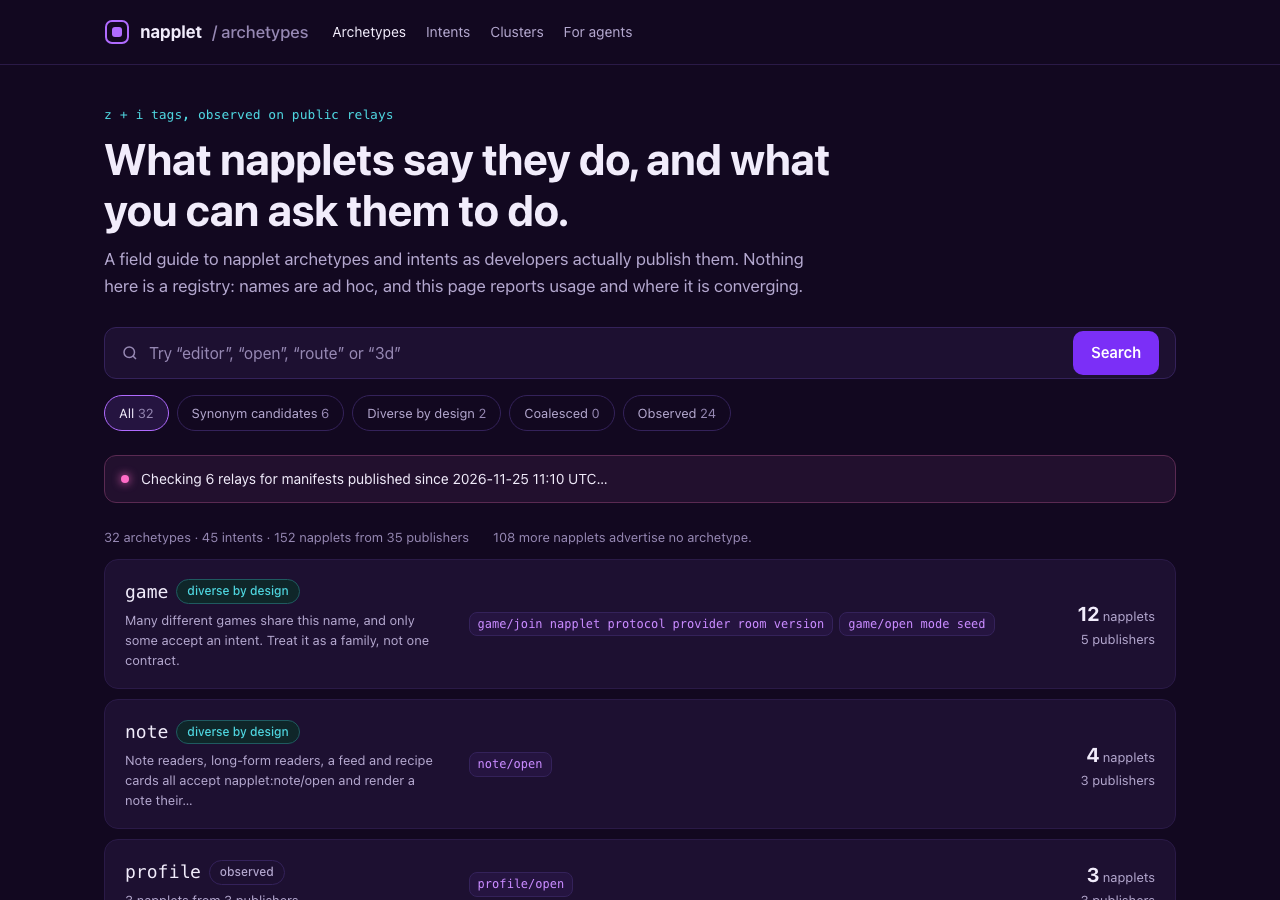 napplet / archetypes Archetypes Intents Clusters For agents
z + i tags, observed on public relays
What napplets say they do, and what
you can ask them to do.
A field guide to napplet archetypes and intents as developers actually publish them. Nothing
here is a registry: names are ad hoc, and this page reports usage and where it is converging.
Try “editor”, “open”, “route” or “3d” Search
All 32 Synonym candidates 6 Diverse by design 2 Coalesced 0 Observed 24
Checking 6 relays for manifests published since 2026-11-25 11:10 UTC…
32 archetypes · 45 intents · 152 napplets from 35 publishers 108 more napplets advertise no archetype.
game diverse by design
Many different games share this name, and only
some accept an intent. Treat it as a family, not one
contract.
game/join napplet protocol provider room version game/open mode seed
12 napplets
5 publishers
note diverse by design
Note readers, long-form readers, a feed and recipe
cards all accept napplet:note/open and render a
note their…
note/open
4 napplets
3 publishers
profile observed
3 napplets from 3 publishers
profile/open
3 napplets
3 publishers